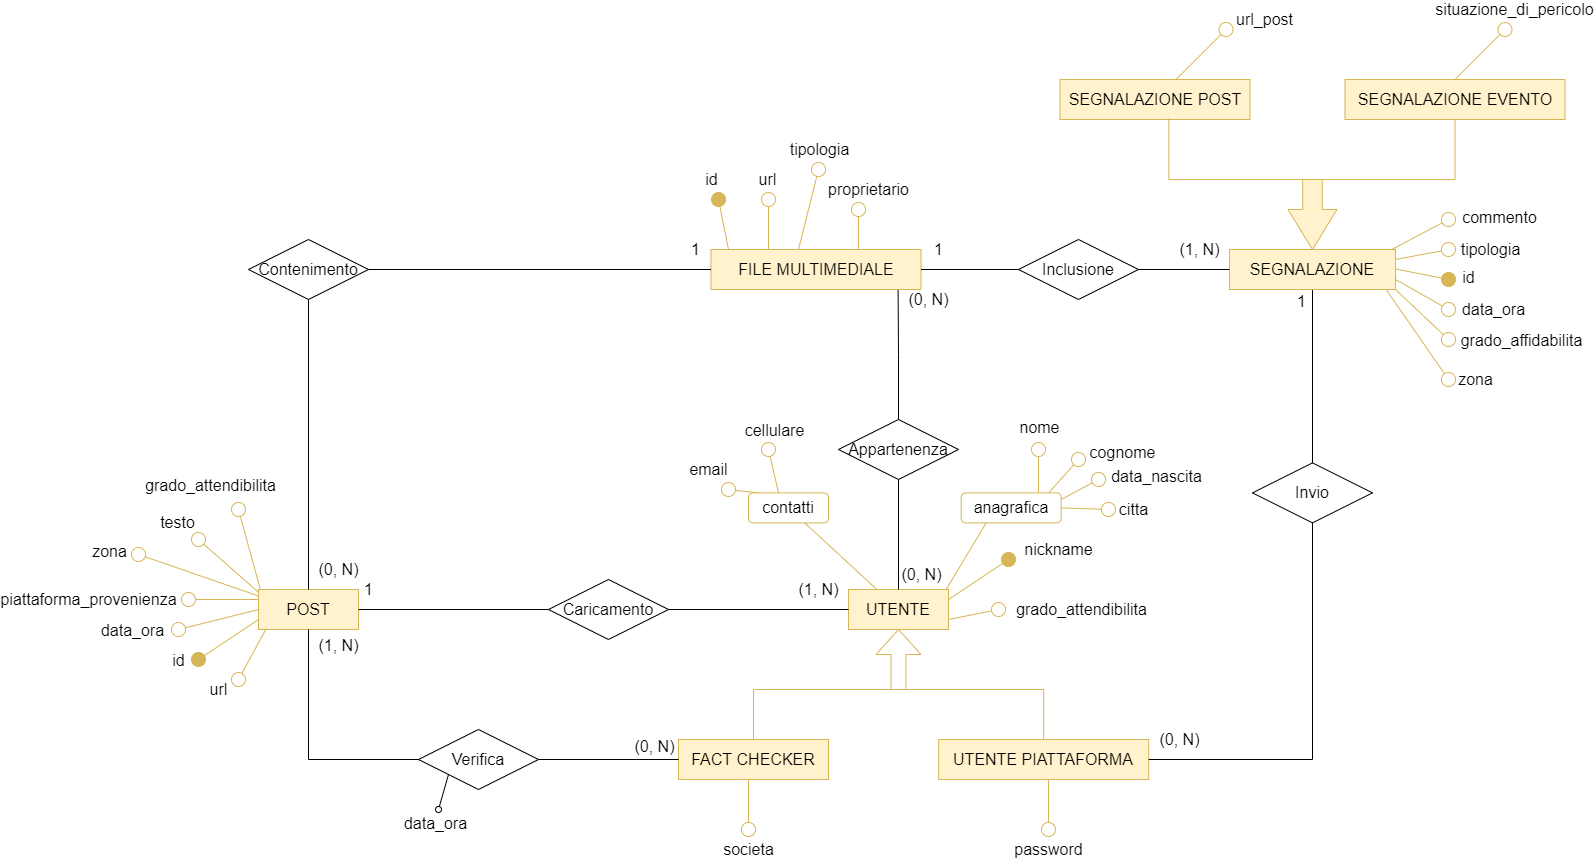 situazione_di_pericolo
url_post
SEGNALAZIONE POST
SEGNALAZIONE EVENTO
tipologia
id
url
proprietario
commento
1
1
(1, N)
tipologia
Contenimento
FILE MULTIMEDIALE
Inclusione
SEGNALAZIONE
id
(0, N)
1
data_ora
grado_affidabilita
zona
cellulare
nome
Appartenenza
cognome
email
data_nascita
grado_attendibilita
contatti
anagrafica
citta
Invio
testo
zona
nickname
(0, N)
(0, N)
1
(1, N)
piattaforma_provenienza
POST
Caricamento
UTENTE
grado_attendibilita
data_ora
(1, N)
id
url
(0, N)
(0, N)
Verifica
FACT CHECKER
UTENTE PIATTAFORMA
data_ora
societa
password